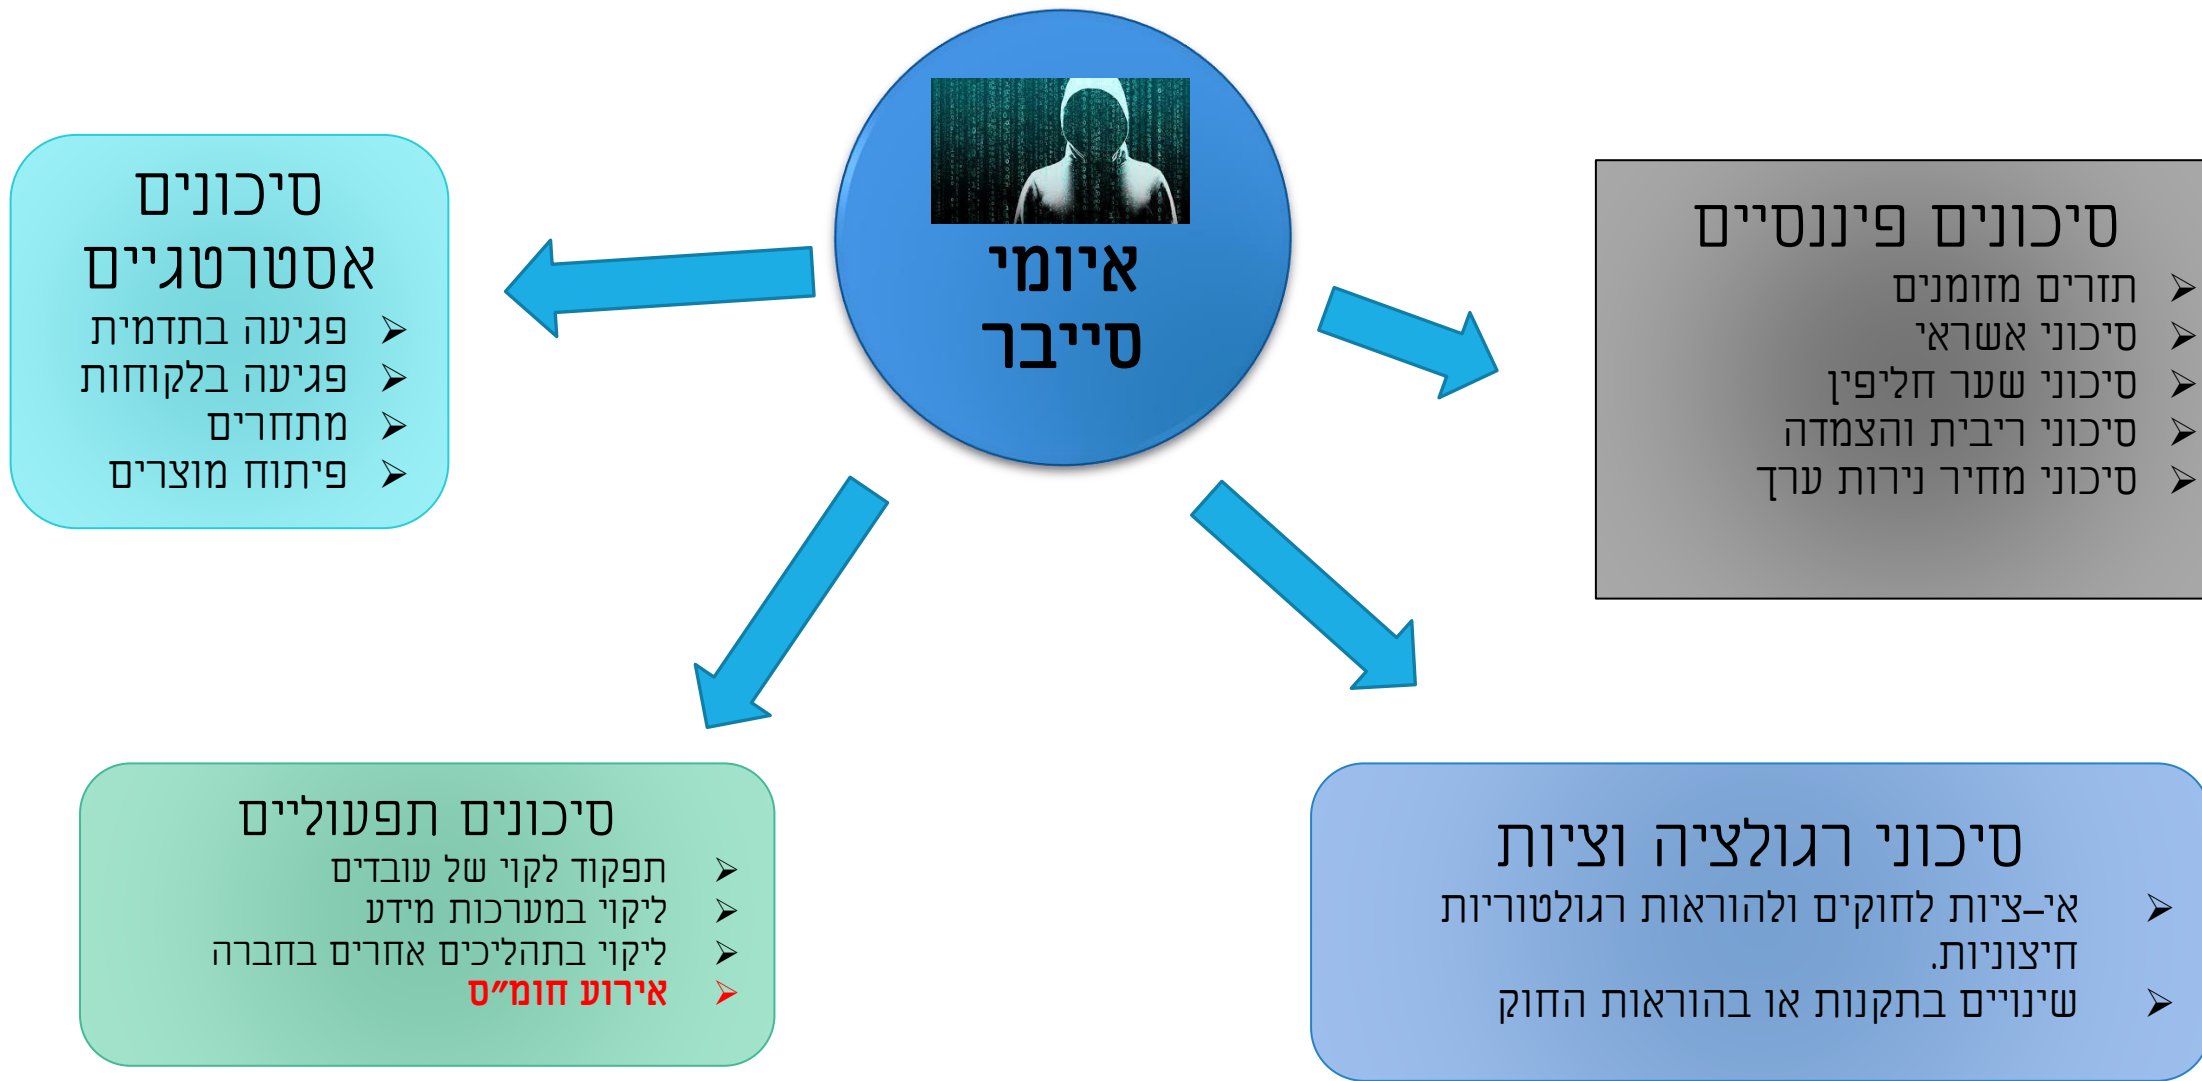 איומי
סייבר
סיכונים פיננסיים
תזרים מזומנים
סיכוני אשראי
סיכוני שער חליפין
סיכוני ריבית והצמדה
סיכוני מחיר נירות ערך
סיכונים
אסטרטגיים
פגיעה בתדמית
פגיעה בלקוחות
מתחרים
פיתוח מוצרים
סיכוני רגולציה וציות
אי–ציות לחוקים ולהוראות רגולטוריות
חיצוניות.
שינויים בתקנות או בהוראות החוק
סיכונים תפעוליים
תפקוד לקוי של עובדים
ליקוי במערכות מידע
ליקוי בתהליכים אחרים בחברה
אירוע חומ״ס